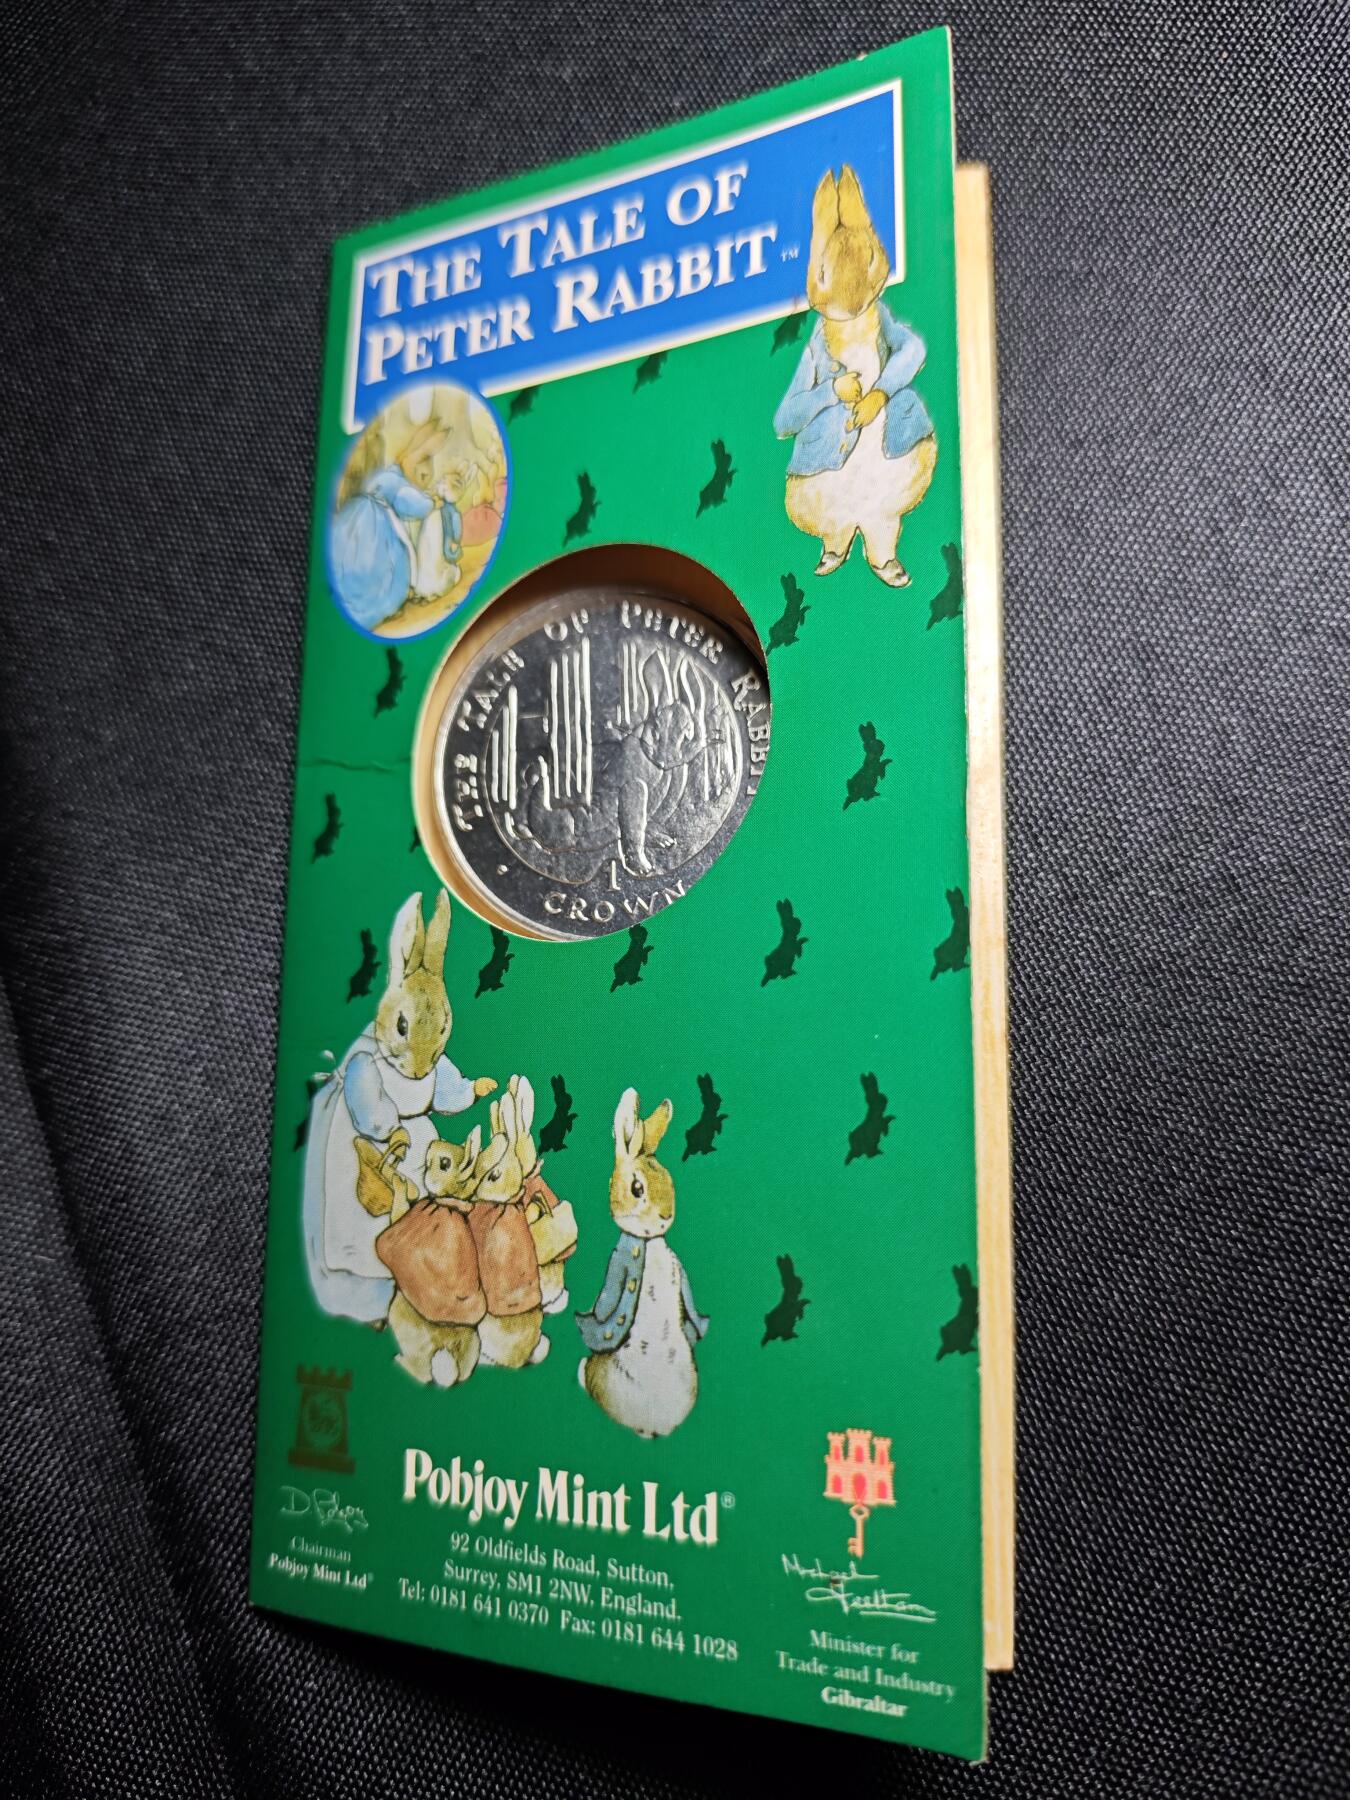 THE TALE OF
PETER RABBIT™
THE TALE OF PETER RABBIT
1
CROWN
Pobjoy Mint Ltd®
92 Oldfields Road, Sutton,
Surrey, SM1 2NW, England.
Tel: 0181 641 0370 Fax: 0181 644 1028
Chairman
Pobjoy Mint Ltd®
Minister for
Trade and Industry
Gibraltar